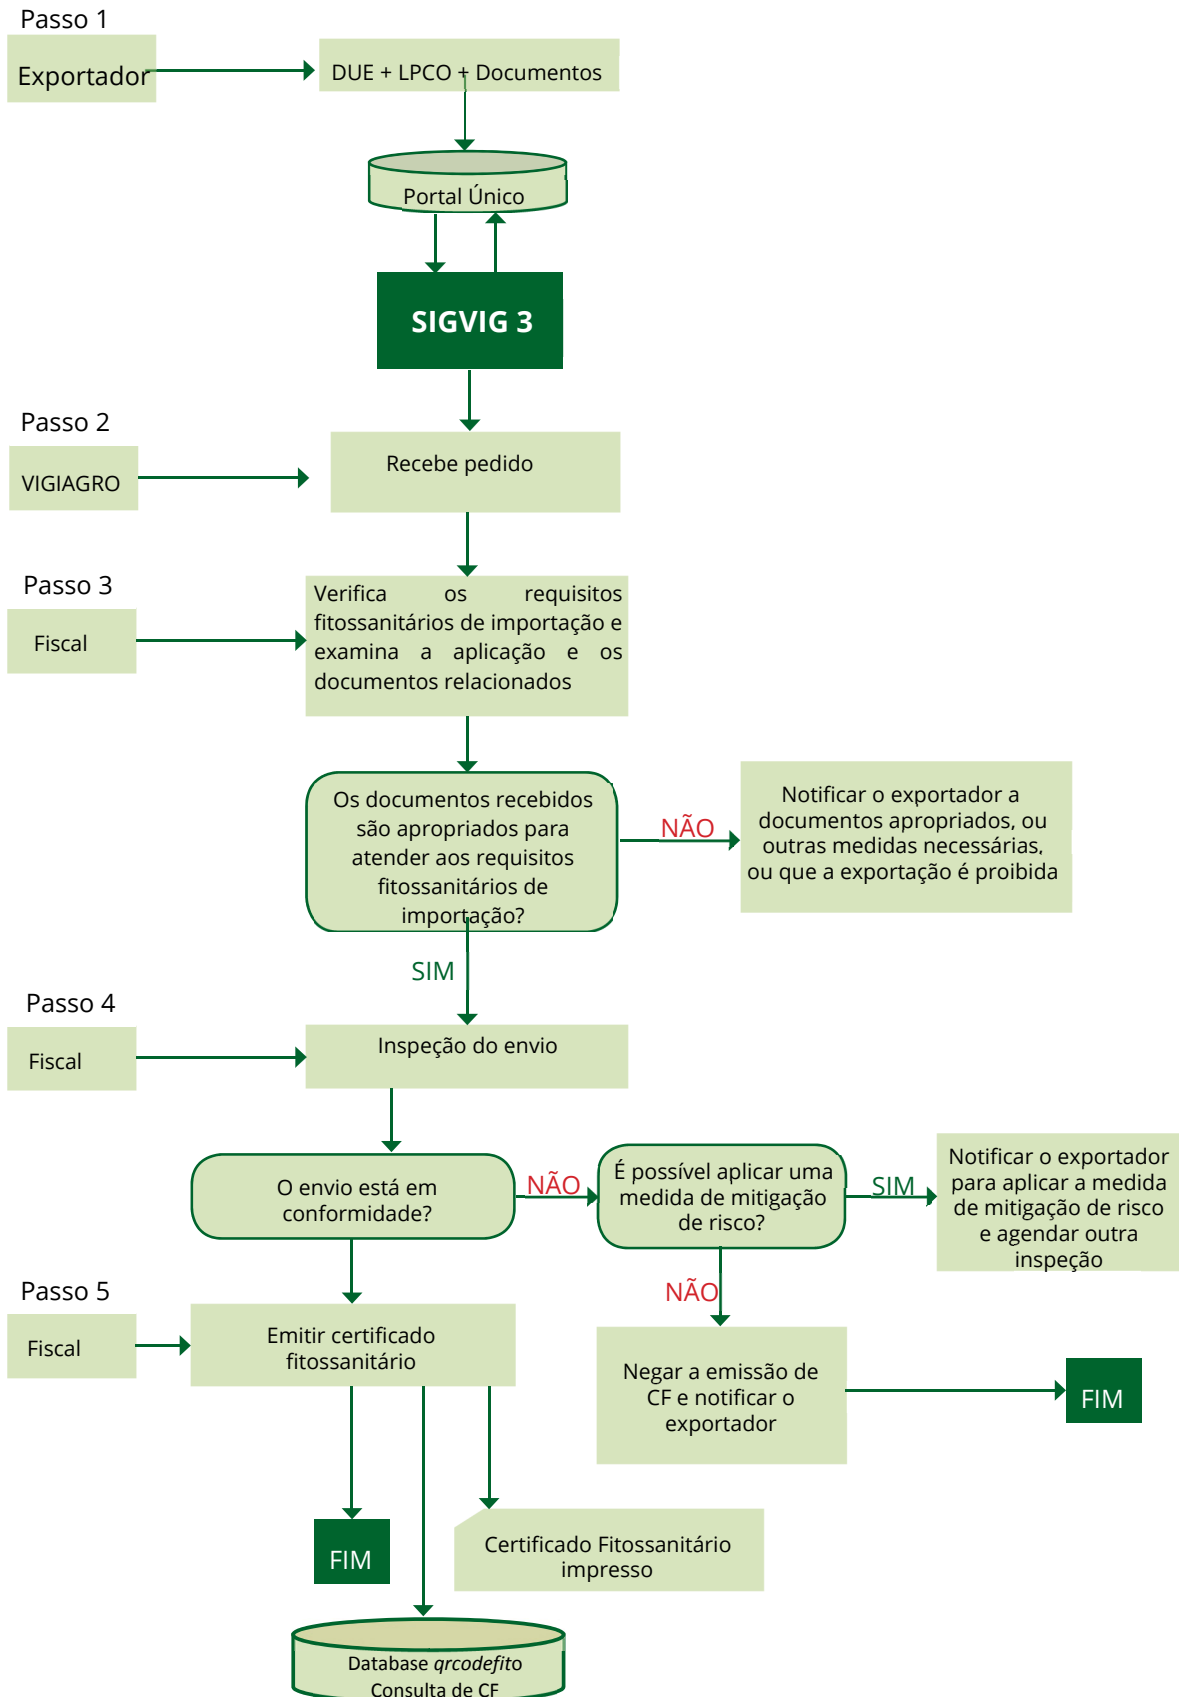 Passo 1
Exportador
DUE + LPCO + Documentos
Portal Único
SIGVIG 3
Passo 2
VIGIAGRO
Recebe pedido
Passo 3
Fiscal
Verifica os requisitos
fitossanitários de importação e
examina a aplicação e os
documentos relacionados
Os documentos recebidos
são apropriados para
atender aos requisitos
fitossanitários de
importação?
NÃO
Notificar o exportador a
documentos apropriados, ou
outras medidas necessárias,
ou que a exportação é proibida
SIM
Passo 4
Fiscal
Inspeção do envio
O envio está em
conformidade?
NÃO
É possível aplicar uma
medida de mitigação
de risco?
SIM
Notificar o exportador
para aplicar a medida
de mitigação de risco
e agendar outra
inspeção
NÃO
Passo 5
Fiscal
Emitir certificado
fitossanitário
Negar a emissão de
CF e notificar o
exportador
FIM
FIM
Certificado Fitossanitário
impresso
Database qrcodefito
Consulta de CF